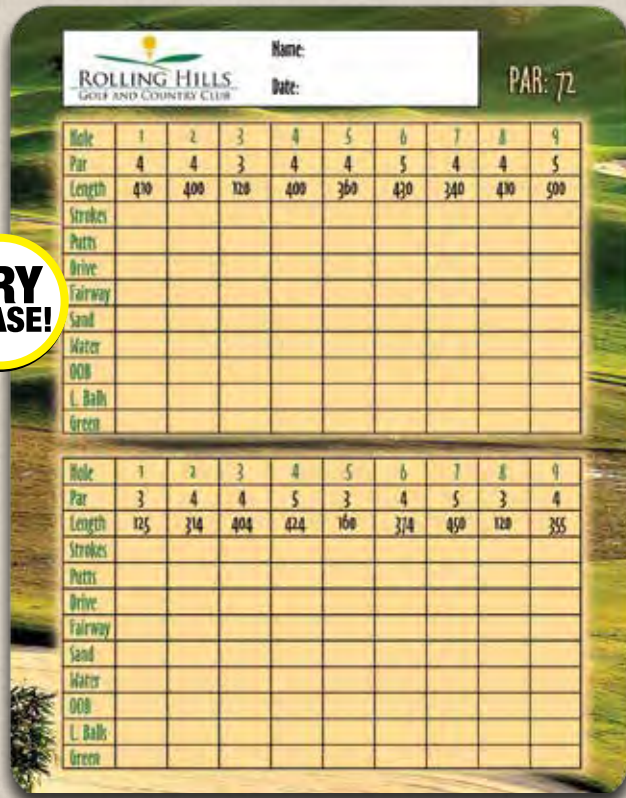 ROLLING HILLS
GOLF AND COUNTRY CLUB
Name:
Date:
PAR: 72
Hole 1 2 3 4 5 6 7 8 9
Par 4 4 3 4 4 5 4 4 5
Length 410 400 120 400 360 430 340 410 500
Strokes
Putts
Drive
Fairway
Sand
Water
OOB
L. Balls
Green
RY
ASE!
Hole 1 2 3 4 5 6 7 8 9
Par 3 4 4 5 3 4 5 3 4
Length 125 314 404 424 160 374 450 120 355
Strokes
Putts
Drive
Fairway
Sand
Water
OOB
L. Balls
Green